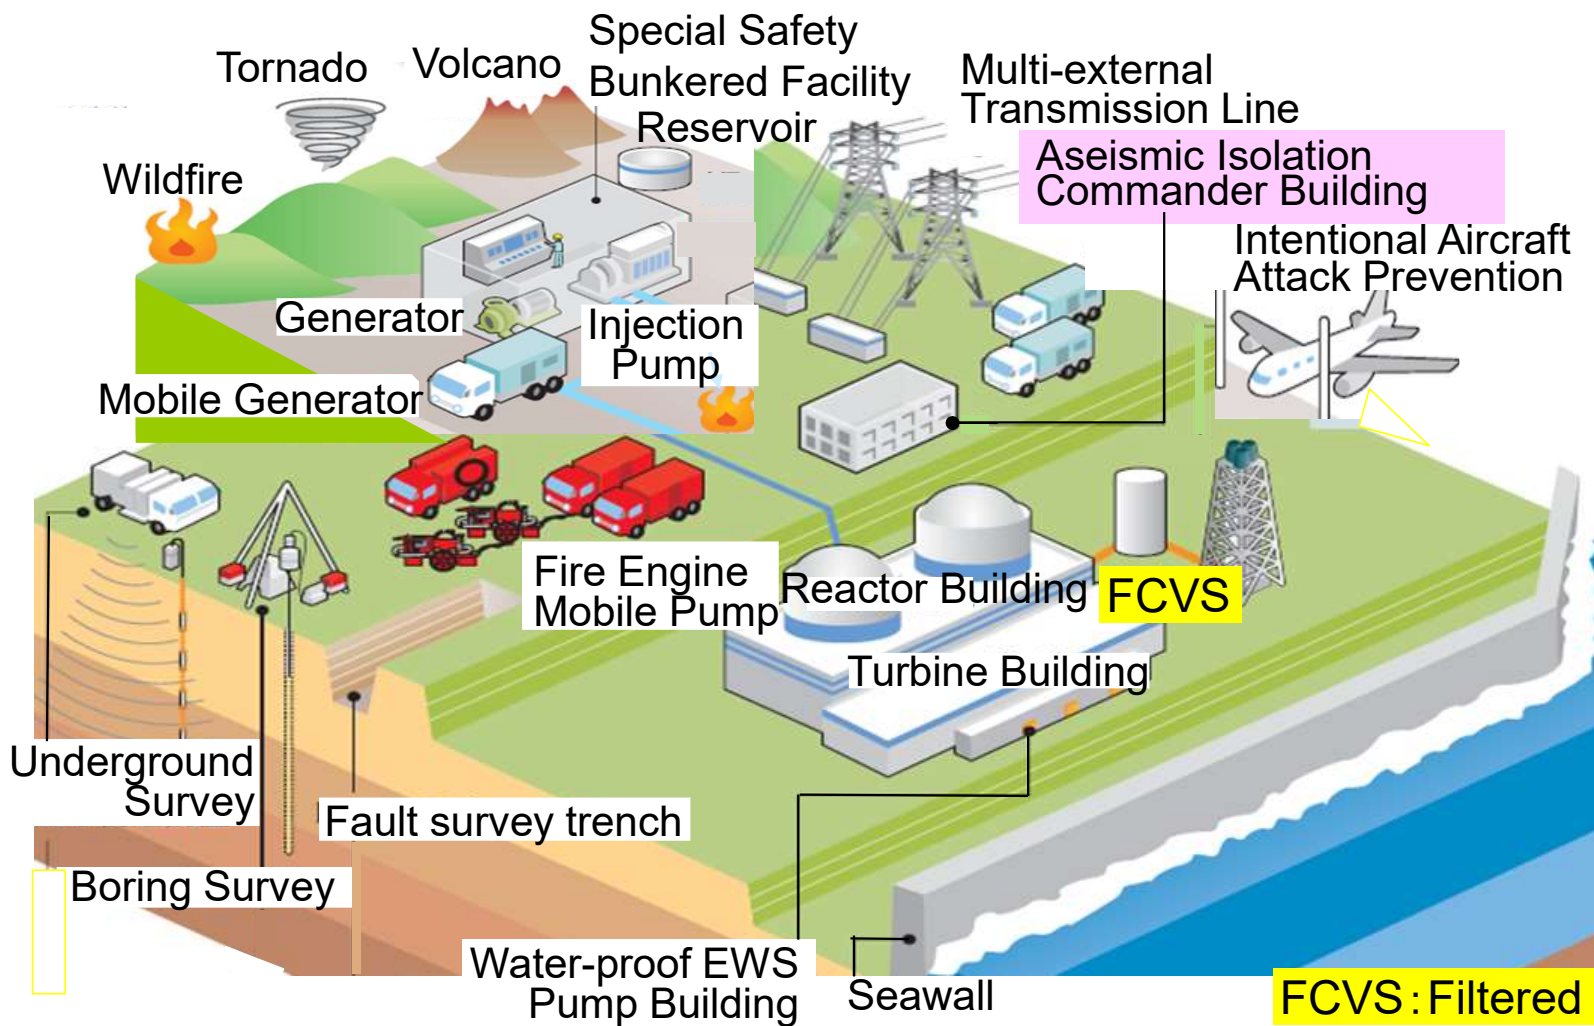 Special Safety
Bunkered Facility
Tornado
Volcano
Multi-external
Transmission Line
Reservoir
Aseismic Isolation
Commander Building
Wildfire
Intentional Aircraft
Attack Prevention
Generator
Injection
Pump
Mobile Generator
Fire Engine
Mobile Pump
Reactor Building
FCVS
Turbine Building
Underground
Survey
Fault survey trench
Boring Survey
Water-proof EWS
Pump Building
Seawall
FCVS:Filtered